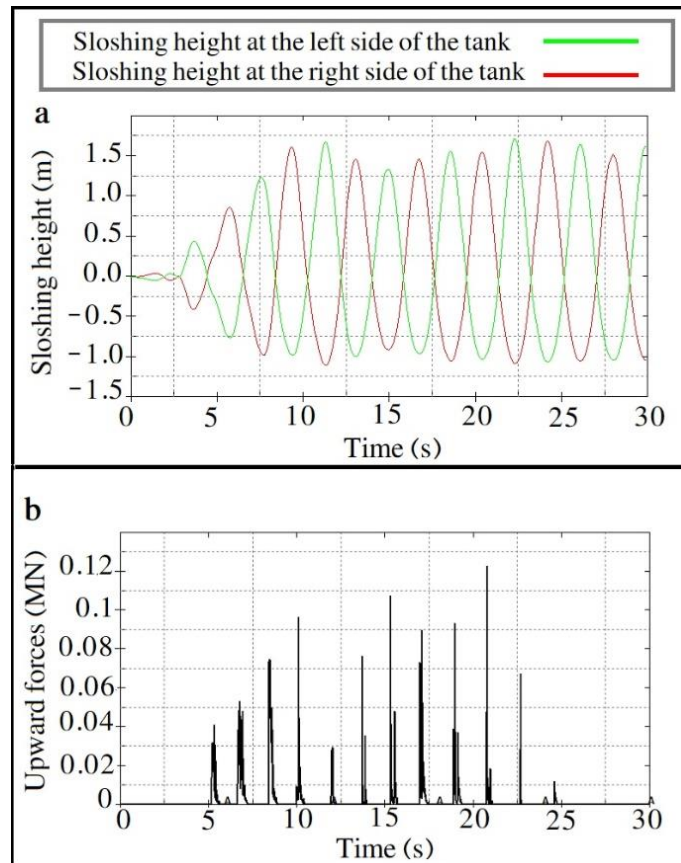 Sloshing height at the left side of the tank
Sloshing height at the right side of the tank
a
Sloshing height (m)
1.5
1.0
0.5
0.0
-0.5
-1.0
-1.5
0 5 10 15 20 25 30
Time (s)
b
Upward forces (MN)
0.12
0.1
0.08
0.06
0.04
0.02
0
0 5 10 15 20 25 30
Time (s)